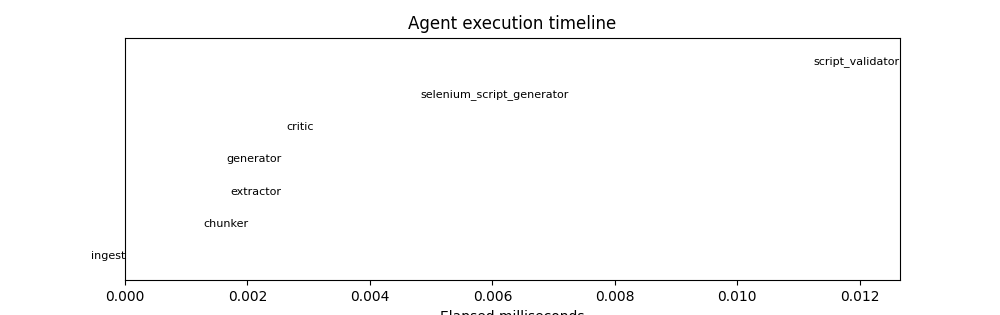 Agent execution timeline
script_validator
selenium_script_generator
critic
generator
extractor
chunker
ingest
0.000 0.002 0.004 0.006 0.008 0.010 0.012
Elapsed milliseconds